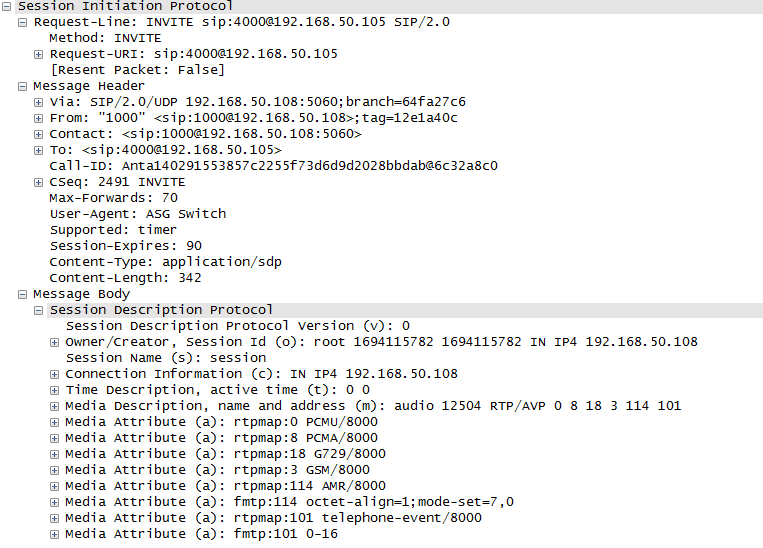 Session Initiation Protocol
Request-Line: INVITE sip:4000@192.168.50.105 SIP/2.0
Method: INVITE
Request-URI: sip:4000@192.168.50.105
[Resent Packet: False]
Message Header
Via: SIP/2.0/UDP 192.168.50.108:5060;branch=64fa27c6
From: "1000" <sip:1000@192.168.50.108>;tag=12e1a40c
Contact: <sip:1000@192.168.50.108:5060>
To: <sip:4000@192.168.50.105>
Call-ID: Anta140291553857c2255f73d6d9d2028bbdab@6c32a8c0
CSeq: 2491 INVITE
Max-Forwards: 70
User-Agent: ASG Switch
Supported: timer
Session-Expires: 90
Content-Type: application/sdp
Content-Length: 342
Message Body
Session Description Protocol
Session Description Protocol Version (v): 0
Owner/Creator, Session Id (o): root 1694115782 1694115782 IN IP4 192.168.50.108
Session Name (s): session
Connection Information (c): IN IP4 192.168.50.108
Time Description, active time (t): 0 0
Media Description, name and address (m): audio 12504 RTP/AVP 0 8 18 3 114 101
Media Attribute (a): rtpmap:0 PCMU/8000
Media Attribute (a): rtpmap:8 PCMA/8000
Media Attribute (a): rtpmap:18 G729/8000
Media Attribute (a): rtpmap:3 GSM/8000
Media Attribute (a): rtpmap:114 AMR/8000
Media Attribute (a): fmtp:114 octet-align=1;mode-set=7,0
Media Attribute (a): rtpmap:101 telephone-event/8000
Media Attribute (a): fmtp:101 0-16